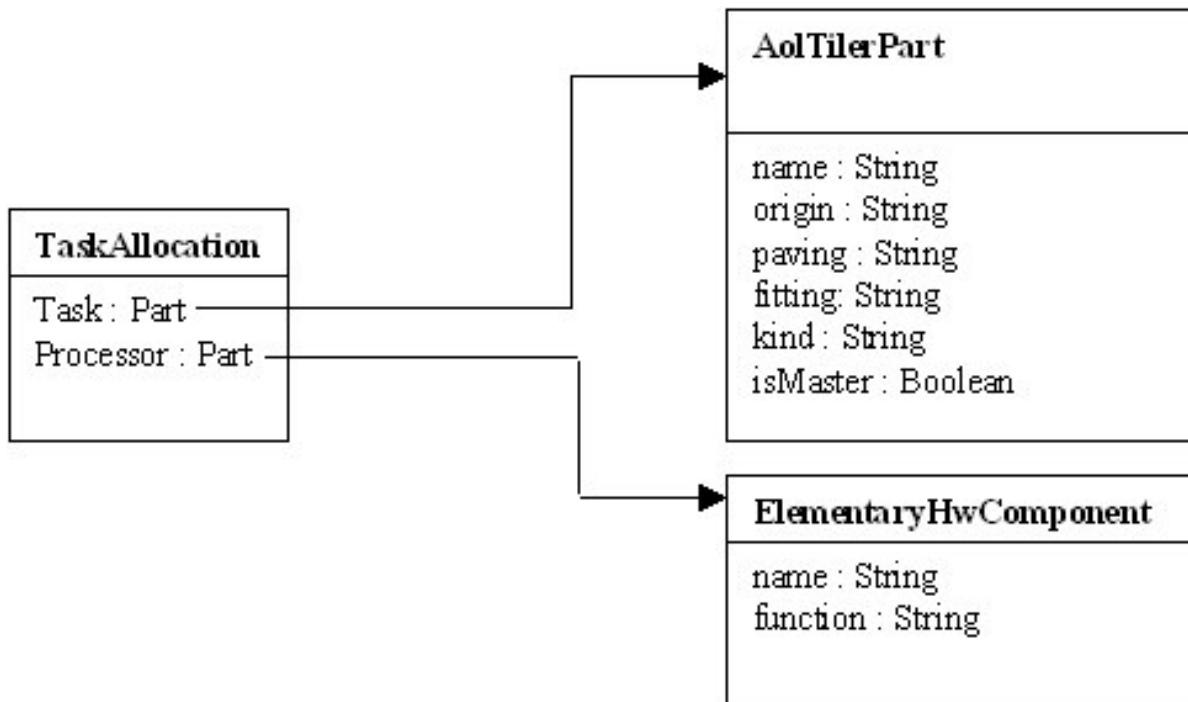 AolTilerPart
name : String
origin : String
paving : String
fitting: String
kind : String
isMaster : Boolean
TaskAllocation
Task : Part
Processor : Part
ElementaryHwComponent
name : String
function : String